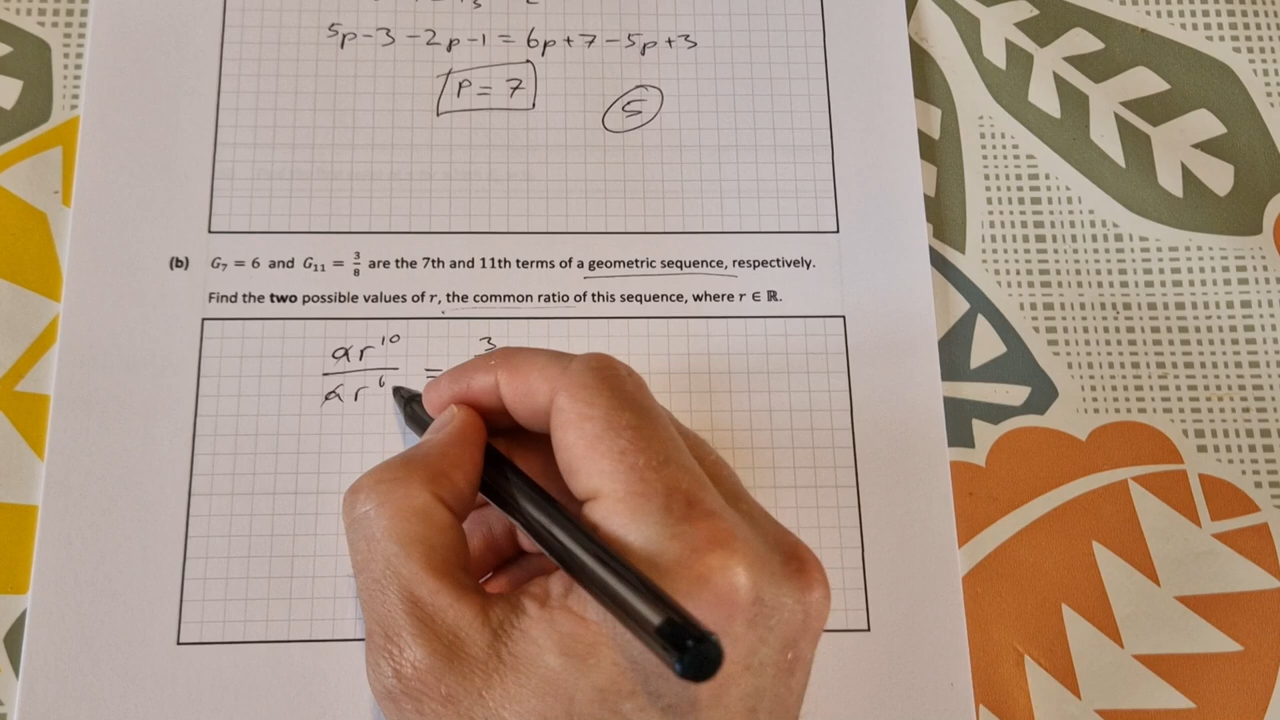 5p-3-2p-1=6p+7-5p+3
P=7
5
(b) G₇ = 6 and G₁₁ = 3/8 are the 7th and 11th terms of a geometric sequence, respectively.
Find the two possible values of r, the common ratio of this sequence, where r ∈ ℝ.
ar¹⁰/ar⁶ = 3